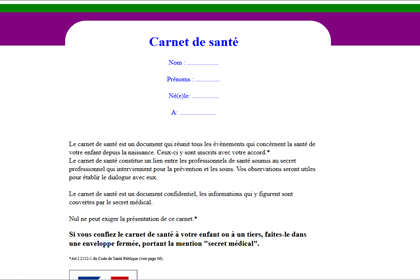 Carnet de santé
Nom : ...................
Prénoms : ...............
Né(e)le: .................
A: .......................
Le carnet de santé est un document qui réunit tous les évènements qui concernent la santé de
votre enfant depuis la naissance. Ceux-ci y sont inscrits avec votre accord.*
Le carnet de santé constitue un lien entre les professionnels de santé soumis au secret
professionnel qui interviennent pour la prévention et les soins. Vos observations seront utiles
pour établir le dialogue avec eux.
Le carnet de santé est un document confidentiel, les informations qui y figurent sont
couvertes par le secret médical.
Nul ne peut exiger la présentation de ce carnet.*
Si vous confiez le carnet de santé à votre enfant ou à un tiers, faites-le dans
une enveloppe fermée, portant la mention "secret médical".
*Art L2132-1 du Code de Santé Publique (voir page 96).